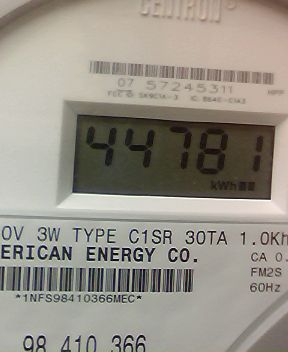 CENTRON
07 57245311
44781
kWh
0V 3W TYPE C1SR 30TA 1.0Kh
ERICAN ENERGY CO.
CA 0.
FM2S
60Hz
*1NFS98410366MEC*
98 410 366